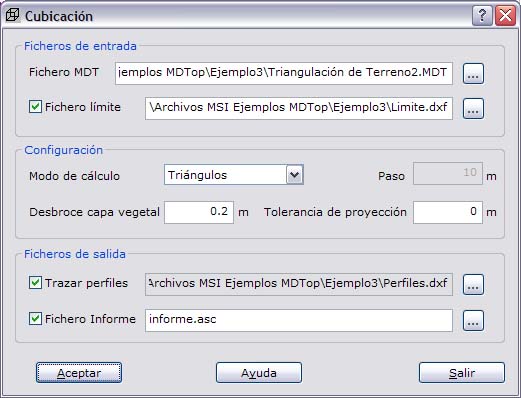 Cubicación
Ficheros de entrada
Fichero MDT jemplos MDTop\Ejemplo3\Triangulación de Terreno2.MDT ...
Fichero límite \Archivos MSI Ejemplos MDTop\Ejemplo3\Limite.dxf ...
Configuración
Modo de cálculo Triángulos Paso 10 m
Desbroce capa vegetal 0.2 m Tolerancia de proyección 0 m
Ficheros de salida
Trazar perfiles Archivos MSI Ejemplos MDTop\Ejemplo3\Perfiles.dxf ...
Fichero Informe informe.asc ...
Aceptar Ayuda Salir